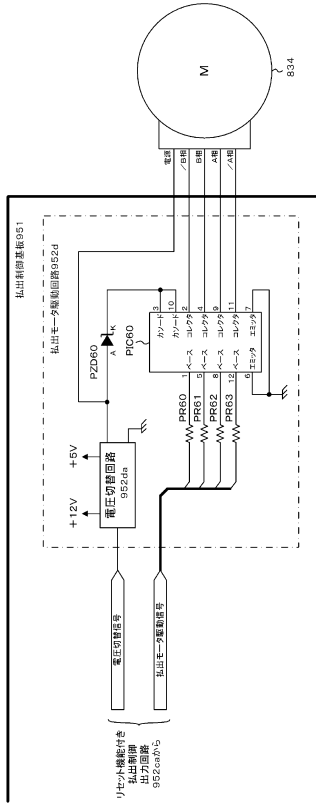 払出制御基板951
払出モータ駆動回路952d
+12V
+5V
電圧切替回路
952da
PZD60
A
K
PIC60
3
カソード
10
カソード
1
ベース
コレクタ
2
5
ベース
コレクタ
4
8
ベース
コレクタ
9
12
ベース
コレクタ
11
6
エミッタ
エミッタ
7
PR60
PR61
PR62
PR63
電圧切替信号
払出モータ駆動信号
リセット機能付き
払出制御
出力回路
952caから
電源
/B相
B相
A相
/A相
M
834